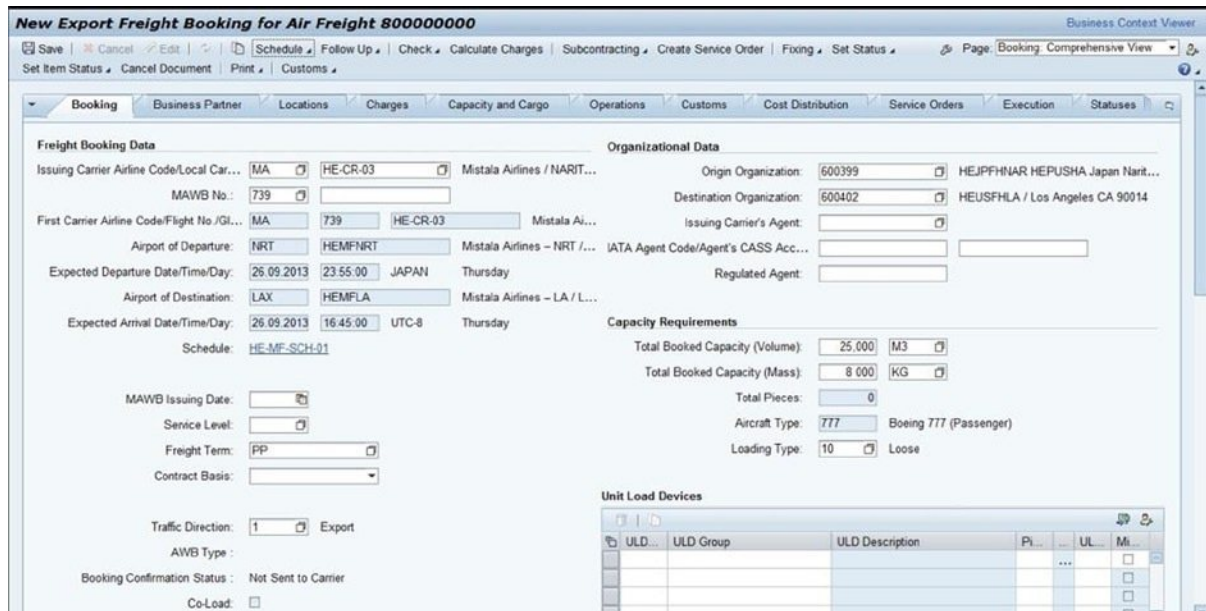 New Export Freight Booking for Air Freight 800000000 Business Context Viewer
Save | Cancel Edit | | Schedule Follow Up | Check Calculate Charges | Subcontracting Create Service Order | Fixing Set Status Page: Booking: Comprehensive View
Set Item Status Cancel Document | Print | Customs
Booking Business Partner Locations Charges Capacity and Cargo Operations Customs Cost Distribution Service Orders Execution Statuses
Freight Booking Data
Issuing Carrier Airline Code/Local Car... MA HE-CR-03 Mistala Airlines / NARIT...
MAWB No.: 739
First Carrier Airline Code/Flight No./Gl... MA 739 HE-CR-03 Mistala Ai...
Airport of Departure: NRT HEMFNRT Mistala Airlines – NRT /...
Expected Departure Date/Time/Day: 26.09.2013 23:55:00 JAPAN Thursday
Airport of Destination: LAX HEMFLA Mistala Airlines – LA / L...
Expected Arrival Date/Time/Day: 26.09.2013 16:45:00 UTC-8 Thursday
Schedule: HE-MF-SCH-01
MAWB Issuing Date:
Service Level:
Freight Term: PP
Contract Basis:
Traffic Direction: 1 Export
AWB Type :
Booking Confirmation Status : Not Sent to Carrier
Co-Load:
Organizational Data
Origin Organization: 600399 HEJPFHNAR HEPUSHA Japan Narit...
Destination Organization: 600402 HEUSFHLA / Los Angeles CA 90014
Issuing Carrier's Agent:
IATA Agent Code/Agent's CASS Acc...
Regulated Agent:
Capacity Requirements
Total Booked Capacity (Volume): 25,000 M3
Total Booked Capacity (Mass): 8 000 KG
Total Pieces: 0
Aircraft Type: 777 Boeing 777 (Passenger)
Loading Type: 10 Loose
Unit Load Devices
ULD... ULD Group ULD Description Pi... ... UL... Mi...
...